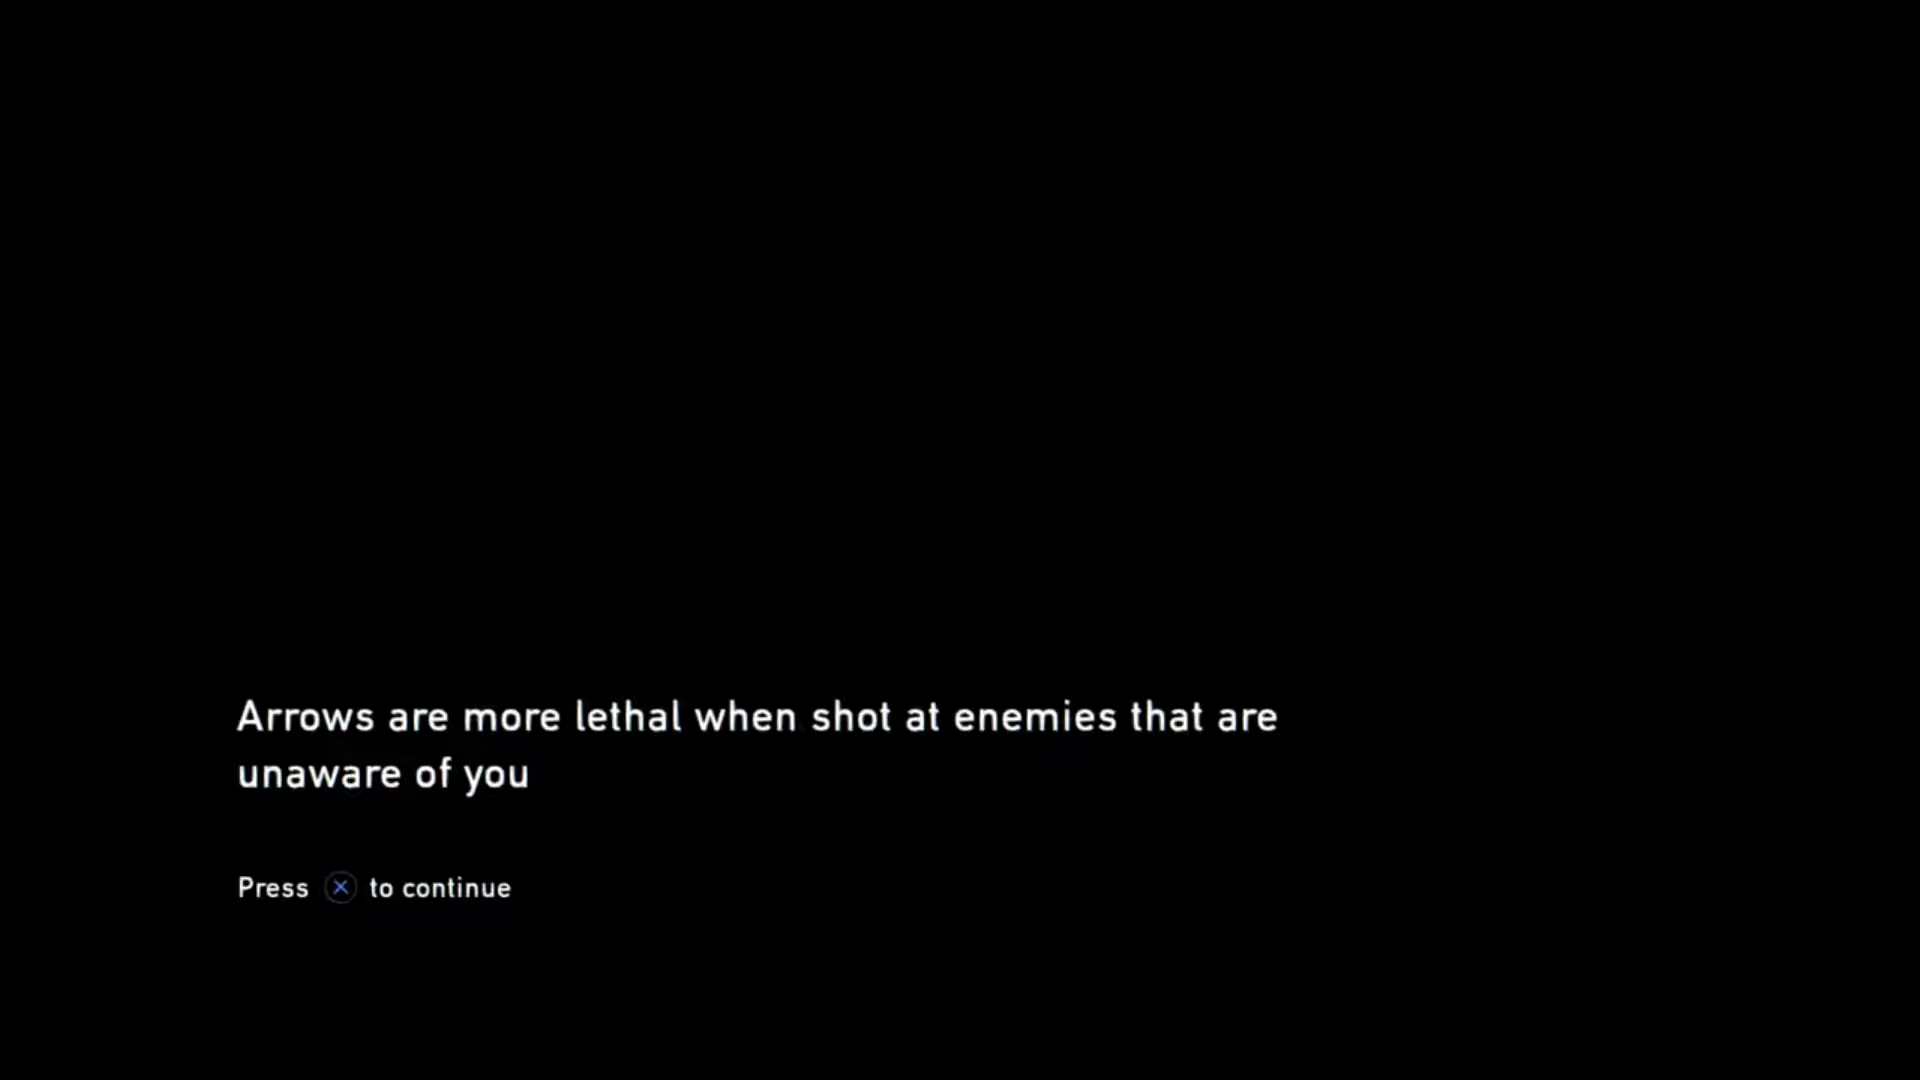 Arrows are more lethal when shot at enemies that are
unaware of you
Press ⊗ to continue